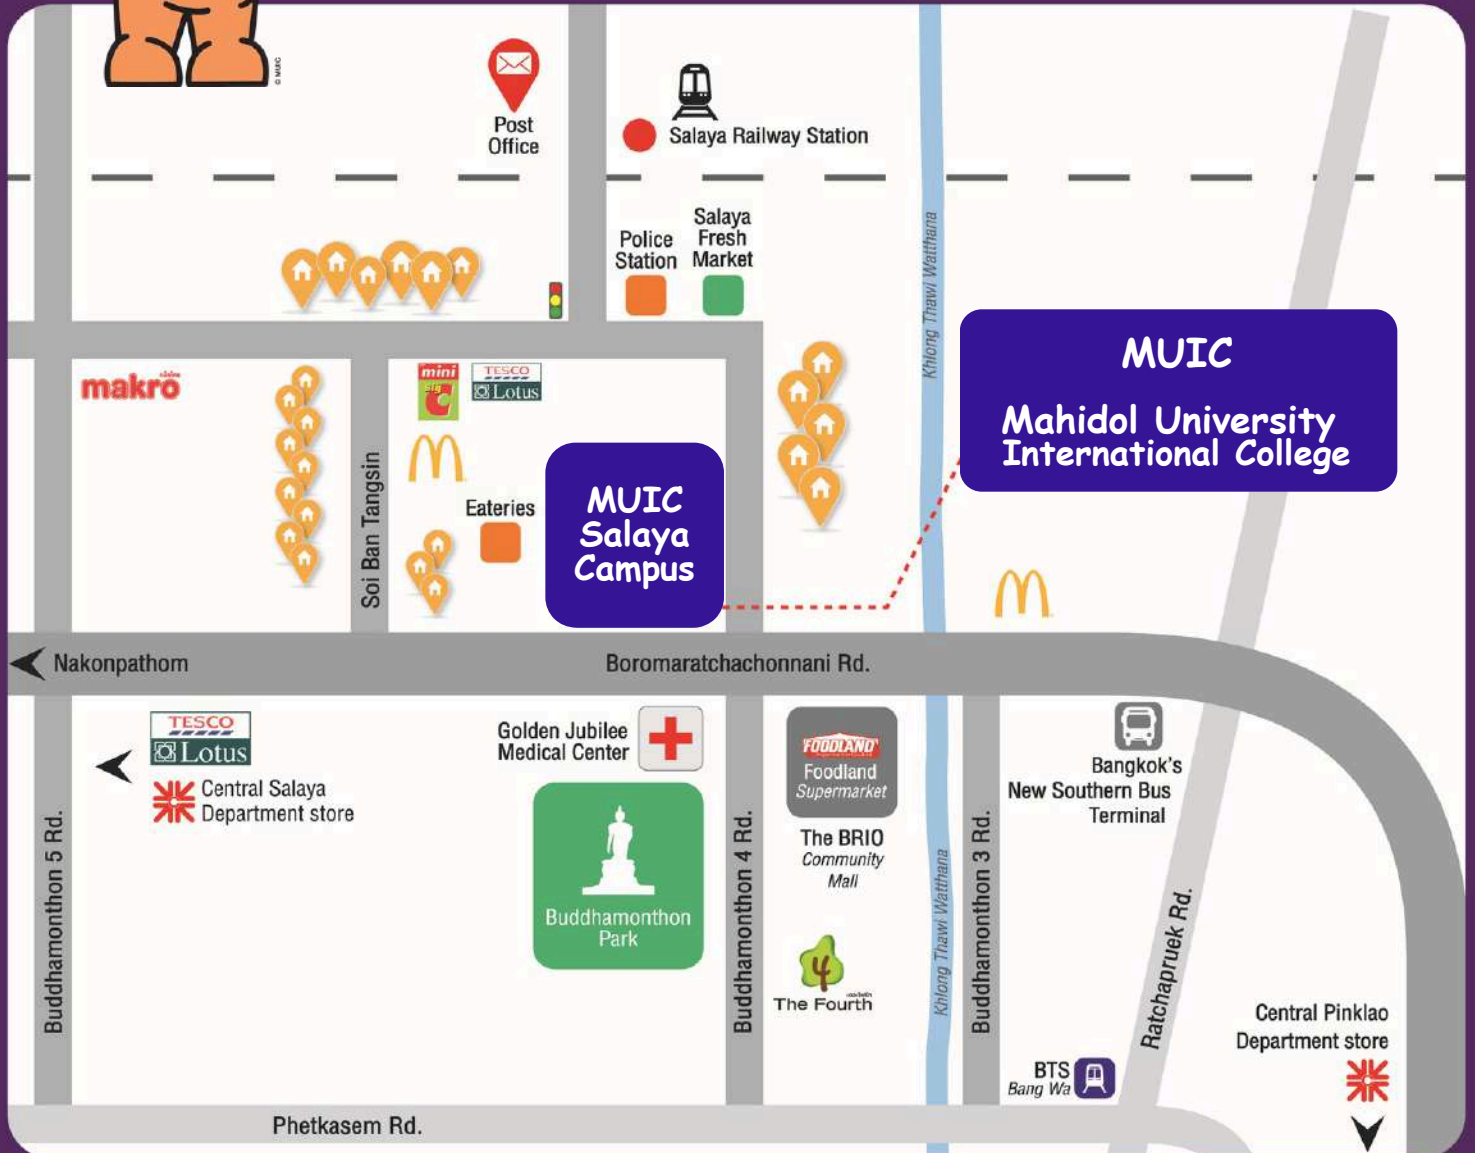 © MUIC
Post
Office
Salaya Railway Station
Police
Station
Salaya
Fresh
Market
Khlong Thawi Watthana
MUIC
Mahidol University
International College
makro
mini
BIG
C
TESCO
Lotus
Soi Ban Tangsin
Eateries
MUIC
Salaya
Campus
Nakonpathom
Boromaratchachonnani Rd.
TESCO
Lotus
Central Salaya
Department store
Golden Jubilee
Medical Center
Buddhamonthon
Park
FOODLAND
Foodland
Supermarket
The BRIO
Community
Mall
The Fourth
Bangkok's
New Southern Bus
Terminal
Buddhamonthon 5 Rd.
Buddhamonthon 4 Rd.
Khlong Thawi Watthana
Buddhamonthon 3 Rd.
Ratchapruek Rd.
Central Pinklao
Department store
BTS
Bang Wa
Phetkasem Rd.